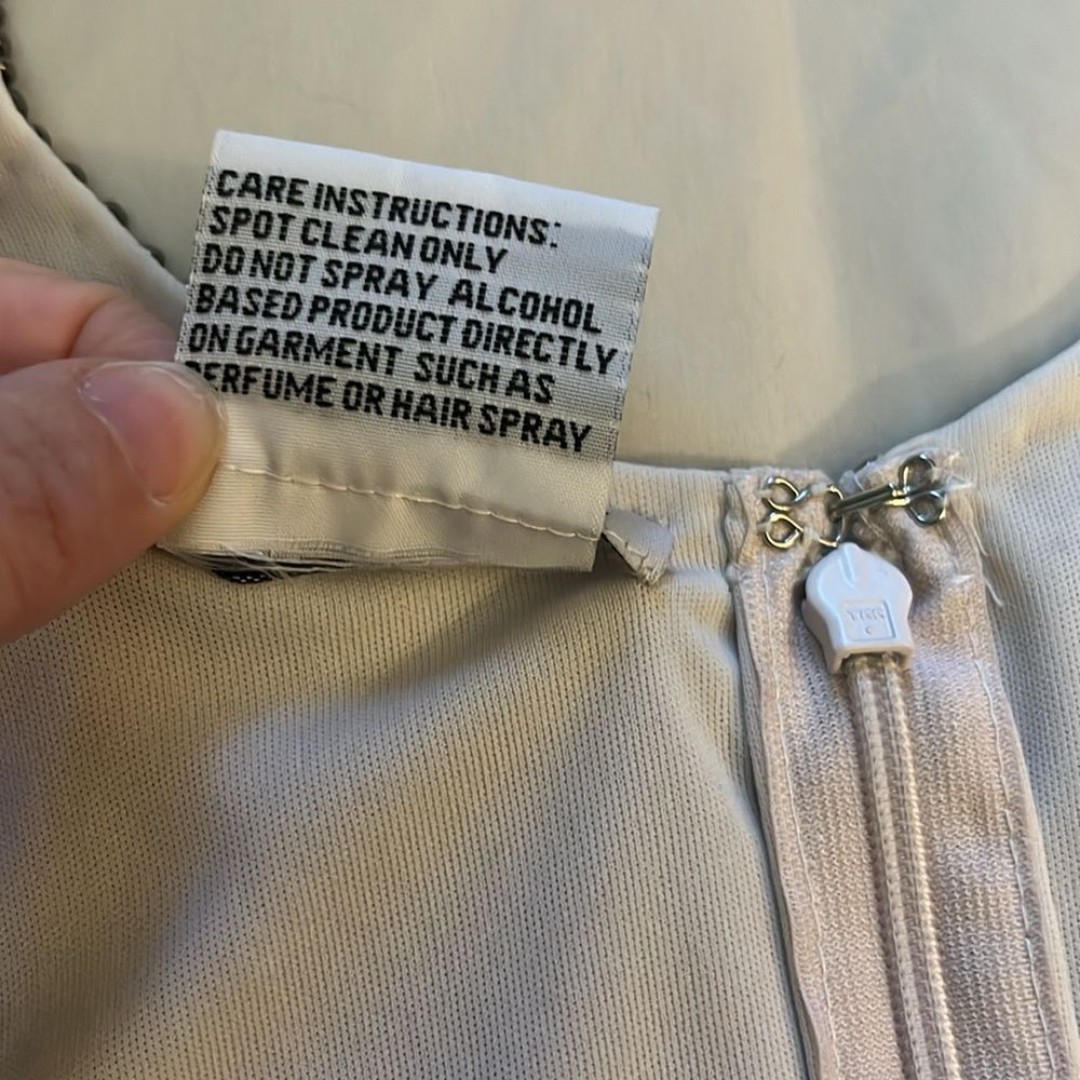 CARE INSTRUCTIONS:
SPOT CLEAN ONLY
DO NOT SPRAY ALCOHOL
BASED PRODUCT DIRECTLY
ON GARMENT SUCH AS
PERFUME OR HAIR SPRAY